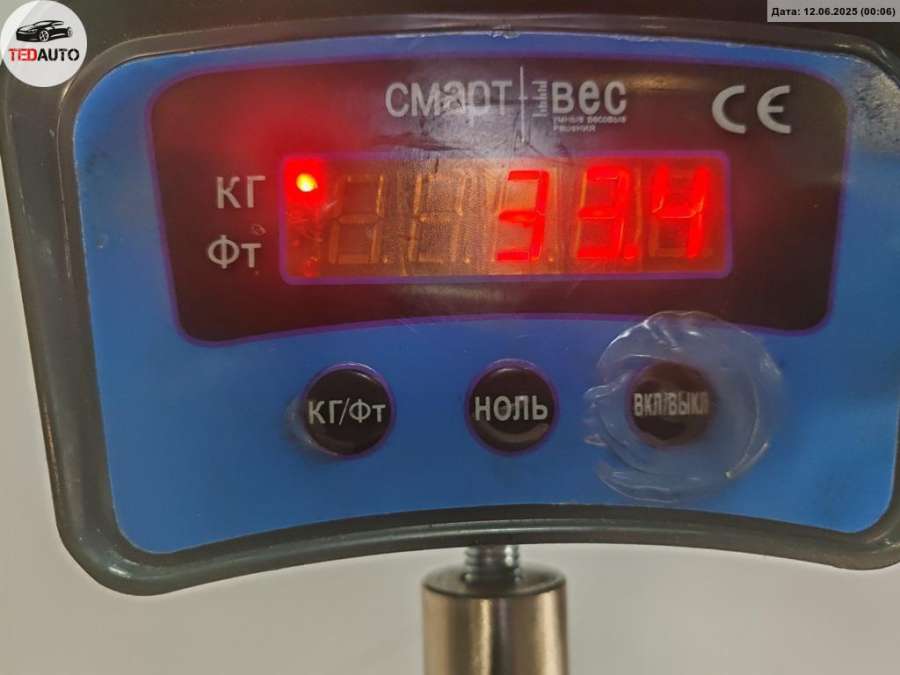 Дата: 12.06.2025 (00:06)
TEDAUTO
смарт вес
умные весовые
решения
CE
КГ
Фт
33.4
КГ/Фт
НОЛЬ
ВКЛ/ВЫКЛ